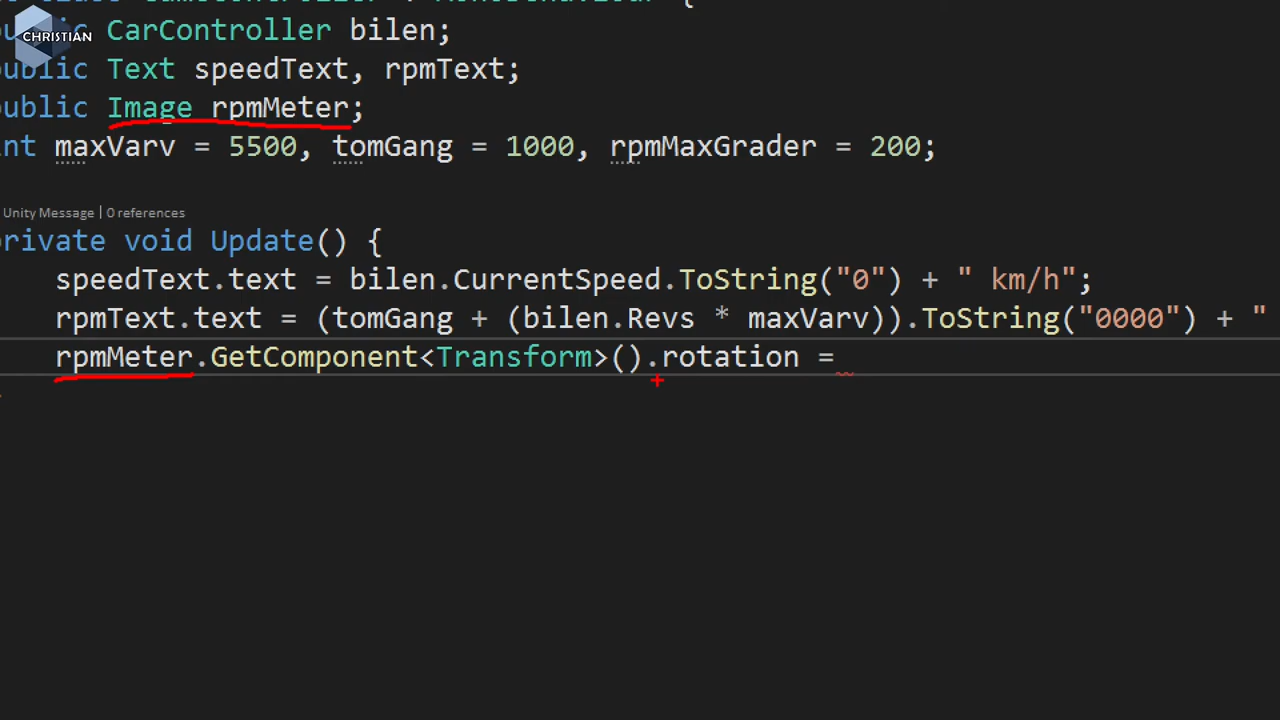 CHRISTIAN
public CarController bilen;
public Text speedText, rpmText;
public Image rpmMeter;
int maxVarv = 5500, tomGang = 1000, rpmMaxGrader = 200;
Unity Message | 0 references
private void Update() {
speedText.text = bilen.CurrentSpeed.ToString("0") + " km/h";
rpmText.text = (tomGang + (bilen.Revs * maxVarv)).ToString("0000") + "
rpmMeter.GetComponent<Transform>().rotation =